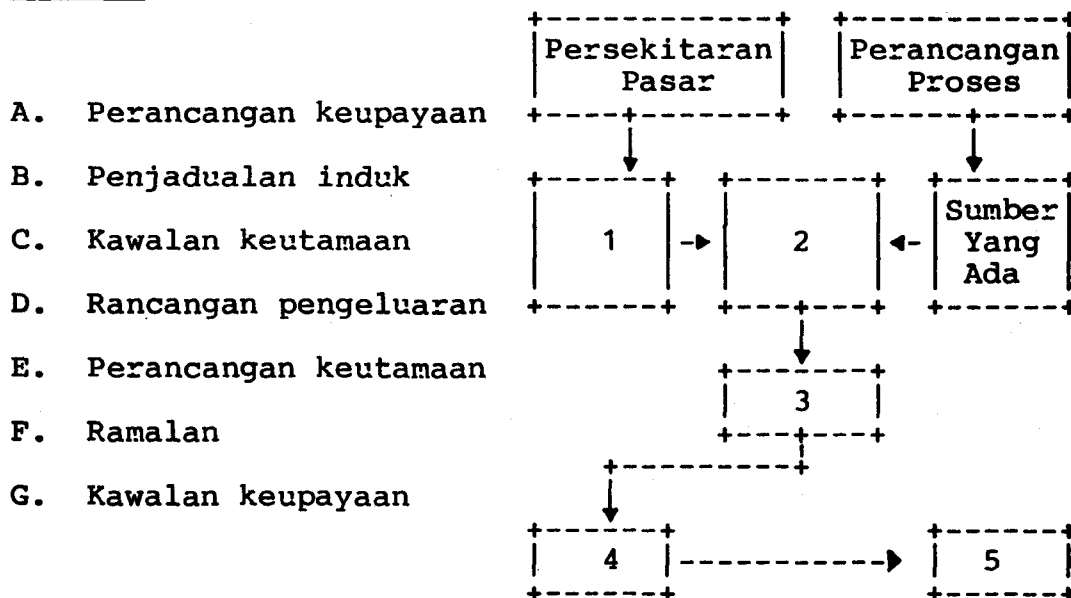 Persekitaran Pasar
Perancangan Proses
A. Perancangan keupayaan
B. Penjadualan induk
C. Kawalan keutamaan
D. Rancangan pengeluaran
E. Perancangan keutamaan
F. Ramalan
G. Kawalan keupayaan
1
2
Sumber
Yang
Ada
3
4
5